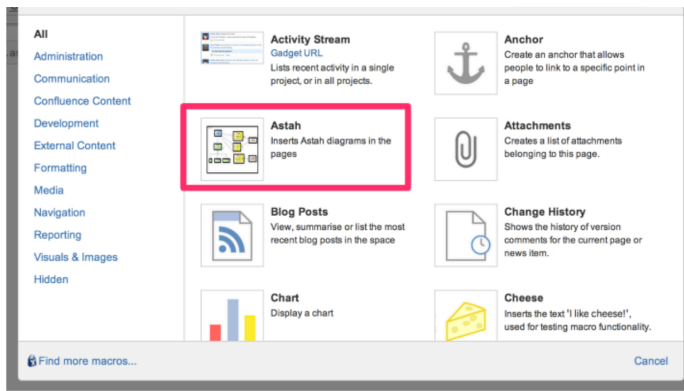 All
Administration
Communication
Confluence Content
Development
External Content
Formatting
Media
Navigation
Reporting
Visuals & Images
Hidden
Activity Stream
Gadget URL
Lists recent activity in a single
project, or in all projects.
Anchor
Create an anchor that allows
people to link to a specific point in
a page
Astah
Inserts Astah diagrams in the
pages
Attachments
Creates a list of attachments
belonging to this page.
Blog Posts
View, summarise or list the most
recent blog posts in the space
Change History
Shows the history of version
comments for the current page or
news item.
Chart
Display a chart
Cheese
Inserts the text 'I like cheese!',
used for testing macro functionality.
Find more macros...
Cancel